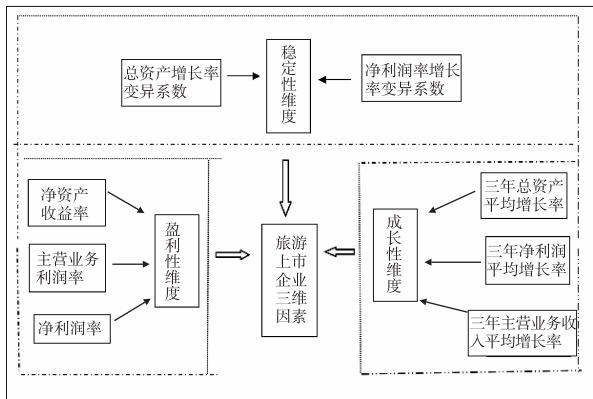 总资产增长率
变异系数
稳定性维度
净利润率增长
率变异系数
净资产
收益率
主营业务
利润率
净利润率
盈利性维度
旅游
上市
企业
三维
因素
成长性维度
三年总资产
平均增长率
三年净利润
平均增长率
三年主营业务收
入平均增长率